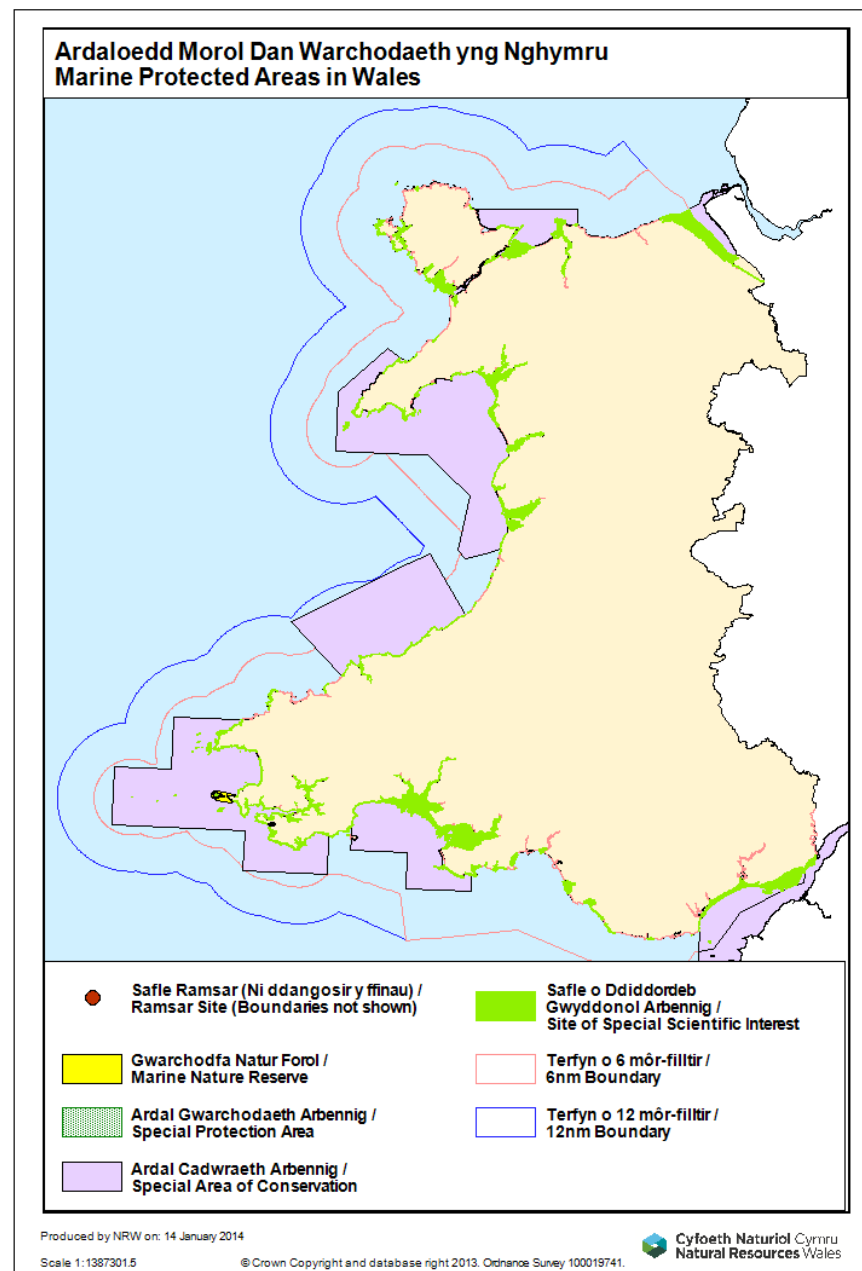 Ardaloedd Morol Dan Warchodaeth yng Nghymru
Marine Protected Areas in Wales
Safle Ramsar (Ni ddangosir y ffinau) /
Ramsar Site (Boundaries not shown)
Gwarchodfa Natur Forol /
Marine Nature Reserve
Ardal Gwarchodaeth Arbennig /
Special Protection Area
Ardal Cadwraeth Arbennig /
Special Area of Conservation
Safle o Ddiddordeb
Gwyddonol Arbennig /
Site of Special Scientific Interest
Terfyn o 6 môr-filltir /
6nm Boundary
Terfyn o 12 môr-filltir /
12nm Boundary
Produced by NRW on: 14 January 2014
Scale 1:1387301.5
© Crown Copyright and database right 2013. Ordnance Survey 100019741.
Cyfoeth Naturiol Cymru
Natural Resources Wales